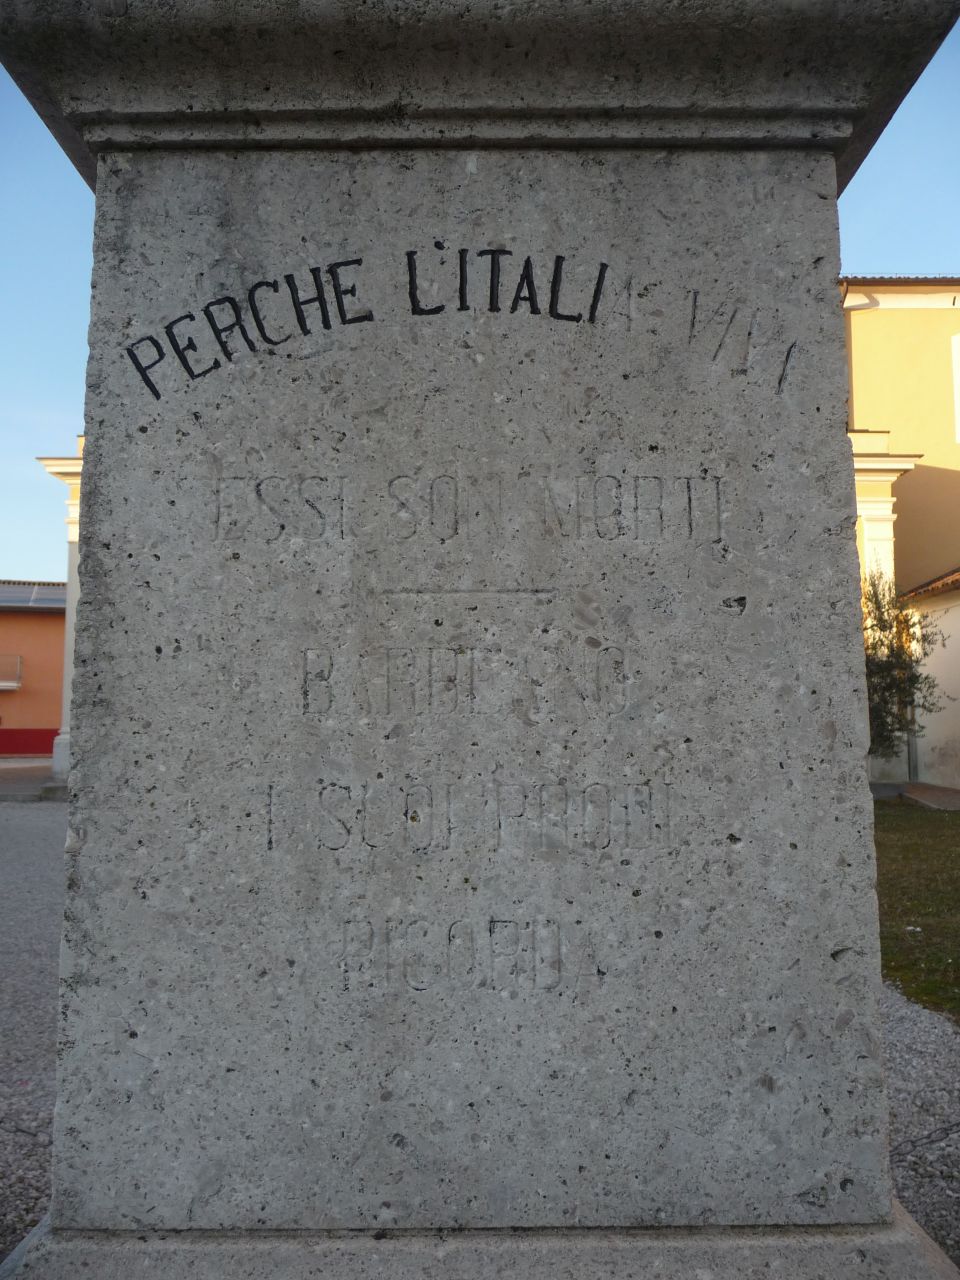 PERCHE L'ITALIA VIVA
ESSI SON MORTI
BARBEANO
I SUOI PRODI
RICORDA